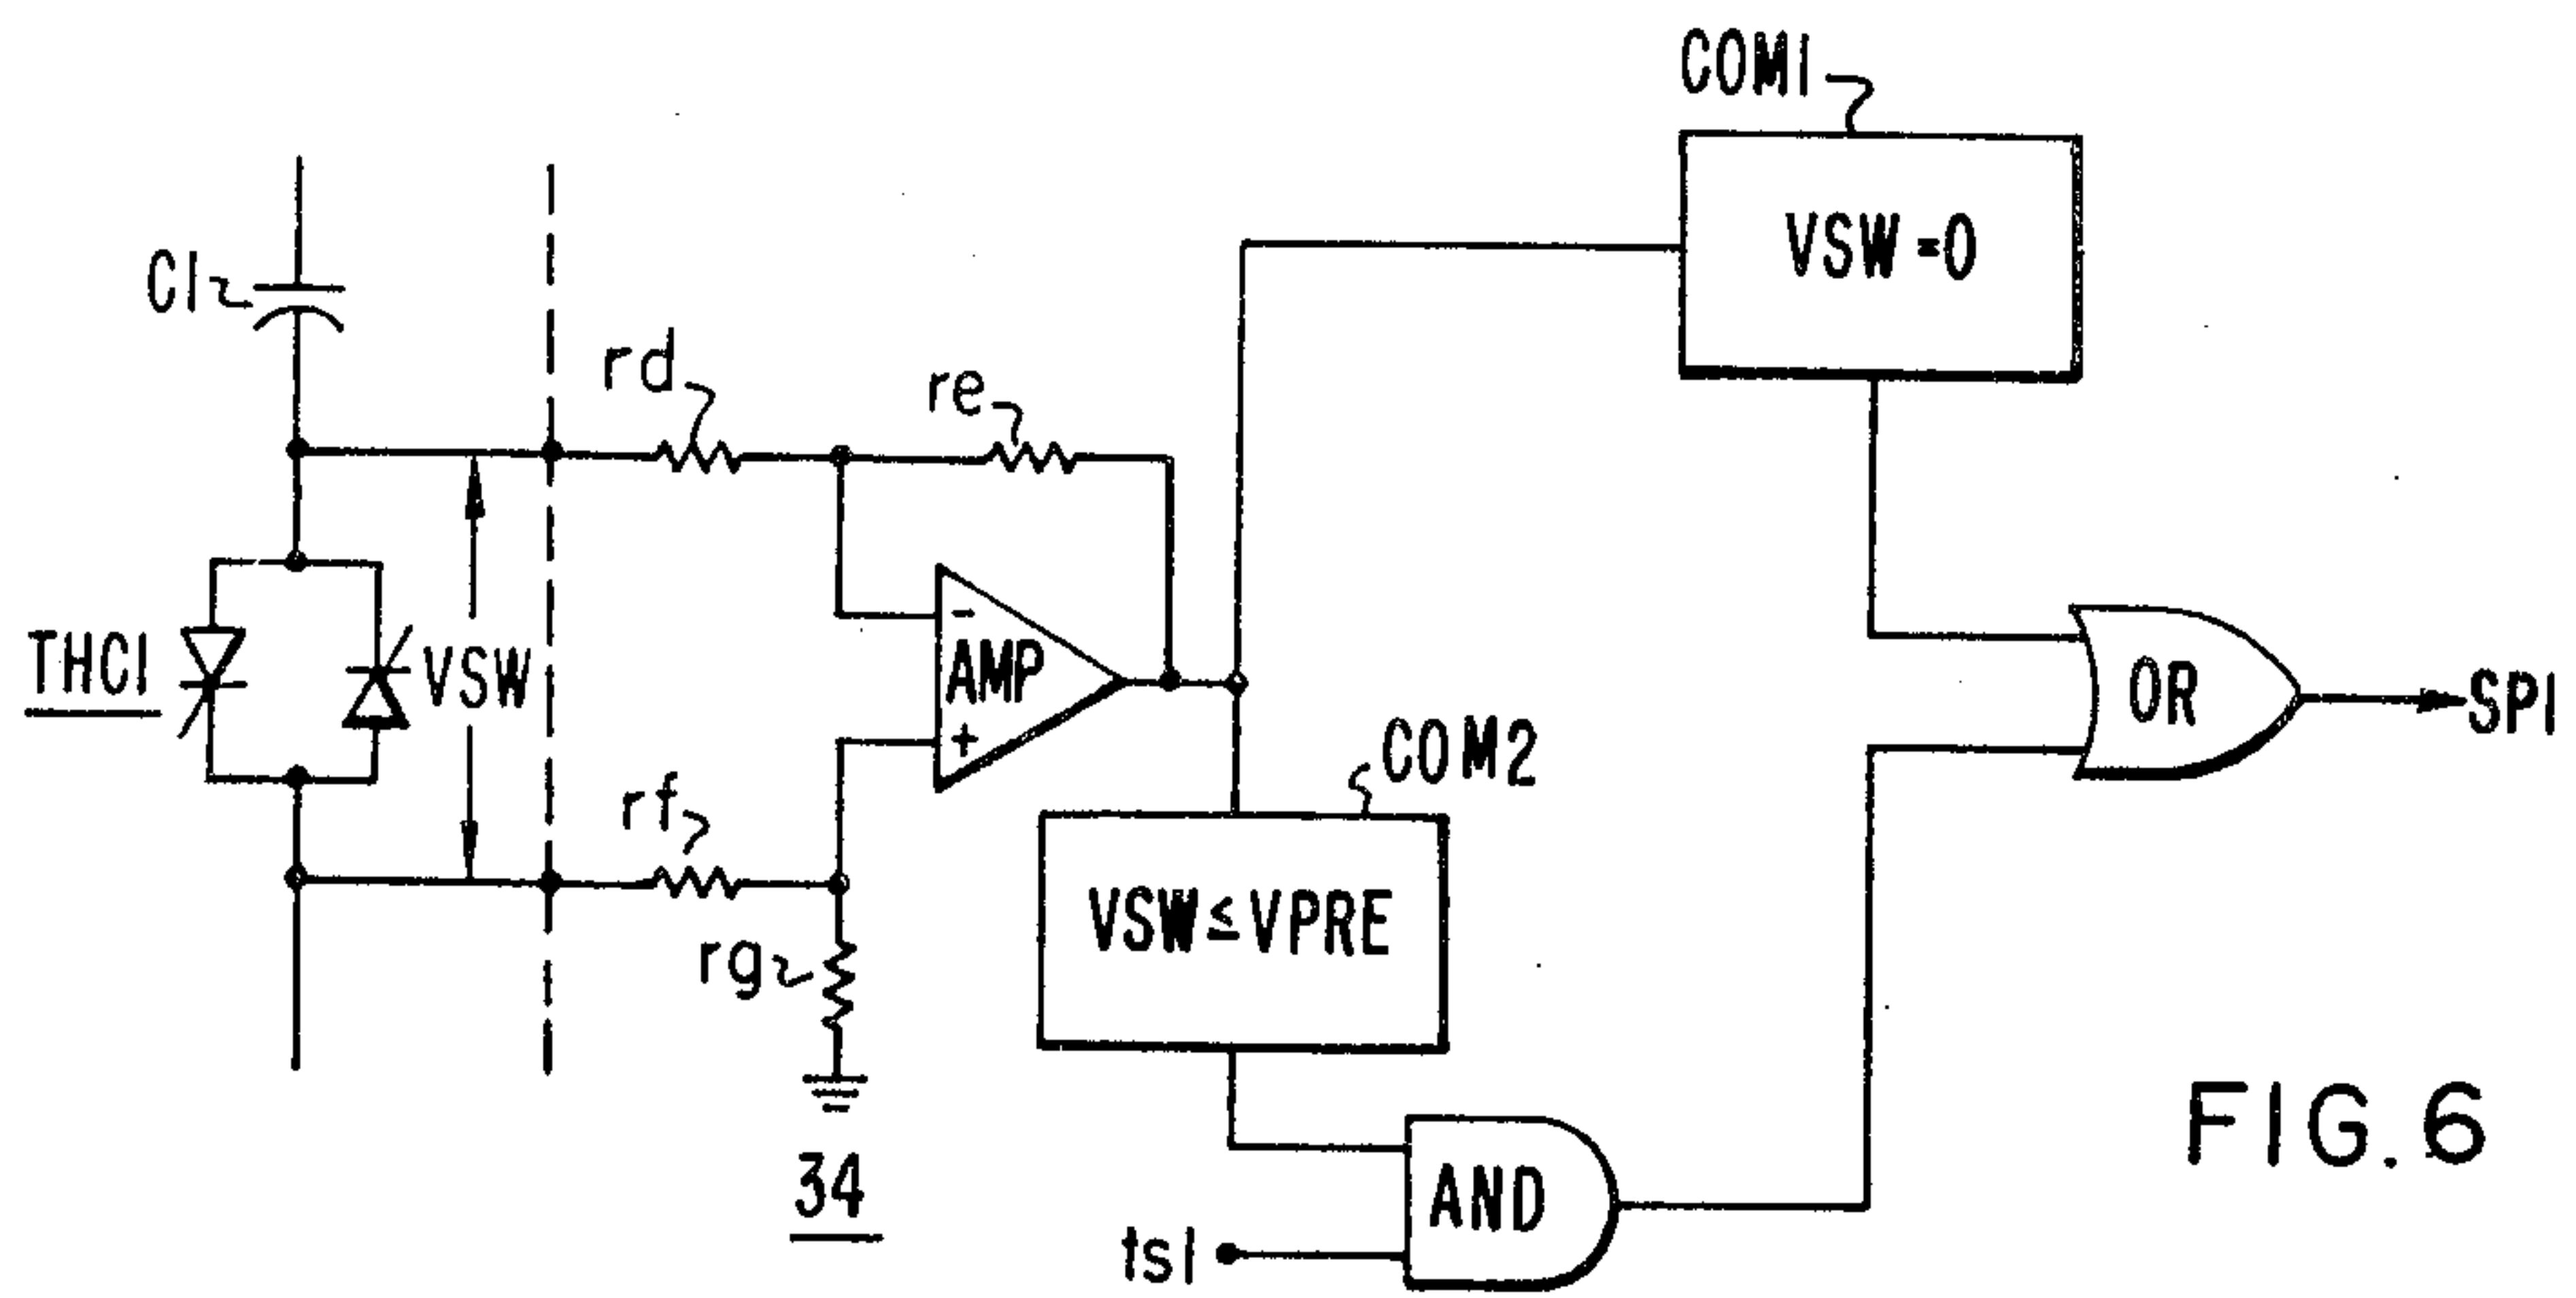 COM1
VSW=0
C1
rd
re
THC1
VSW
AMP
-
+
OR
SP1
COM2
rf
VSW≤VPRE
rg
34
AND
ts1
FIG.6